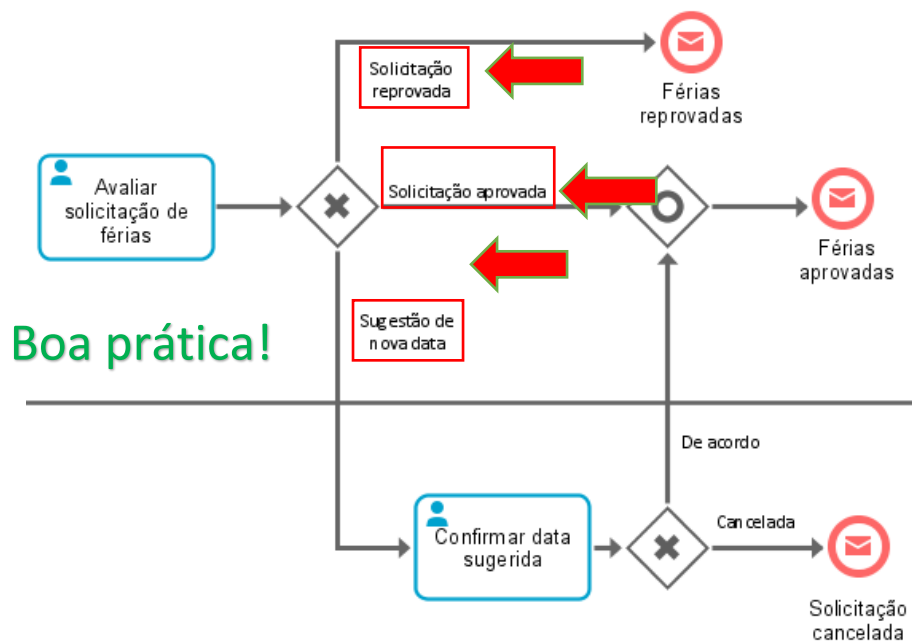 Solicitação
reprovada
Férias
reprovadas
Avaliar
solicitação de
férias
Solicitação aprovada
Férias
aprovadas
Sugestão de
nova data
Boa prática!
De acordo
Confirmar data
sugerida
Cancelada
Solicitação
cancelada